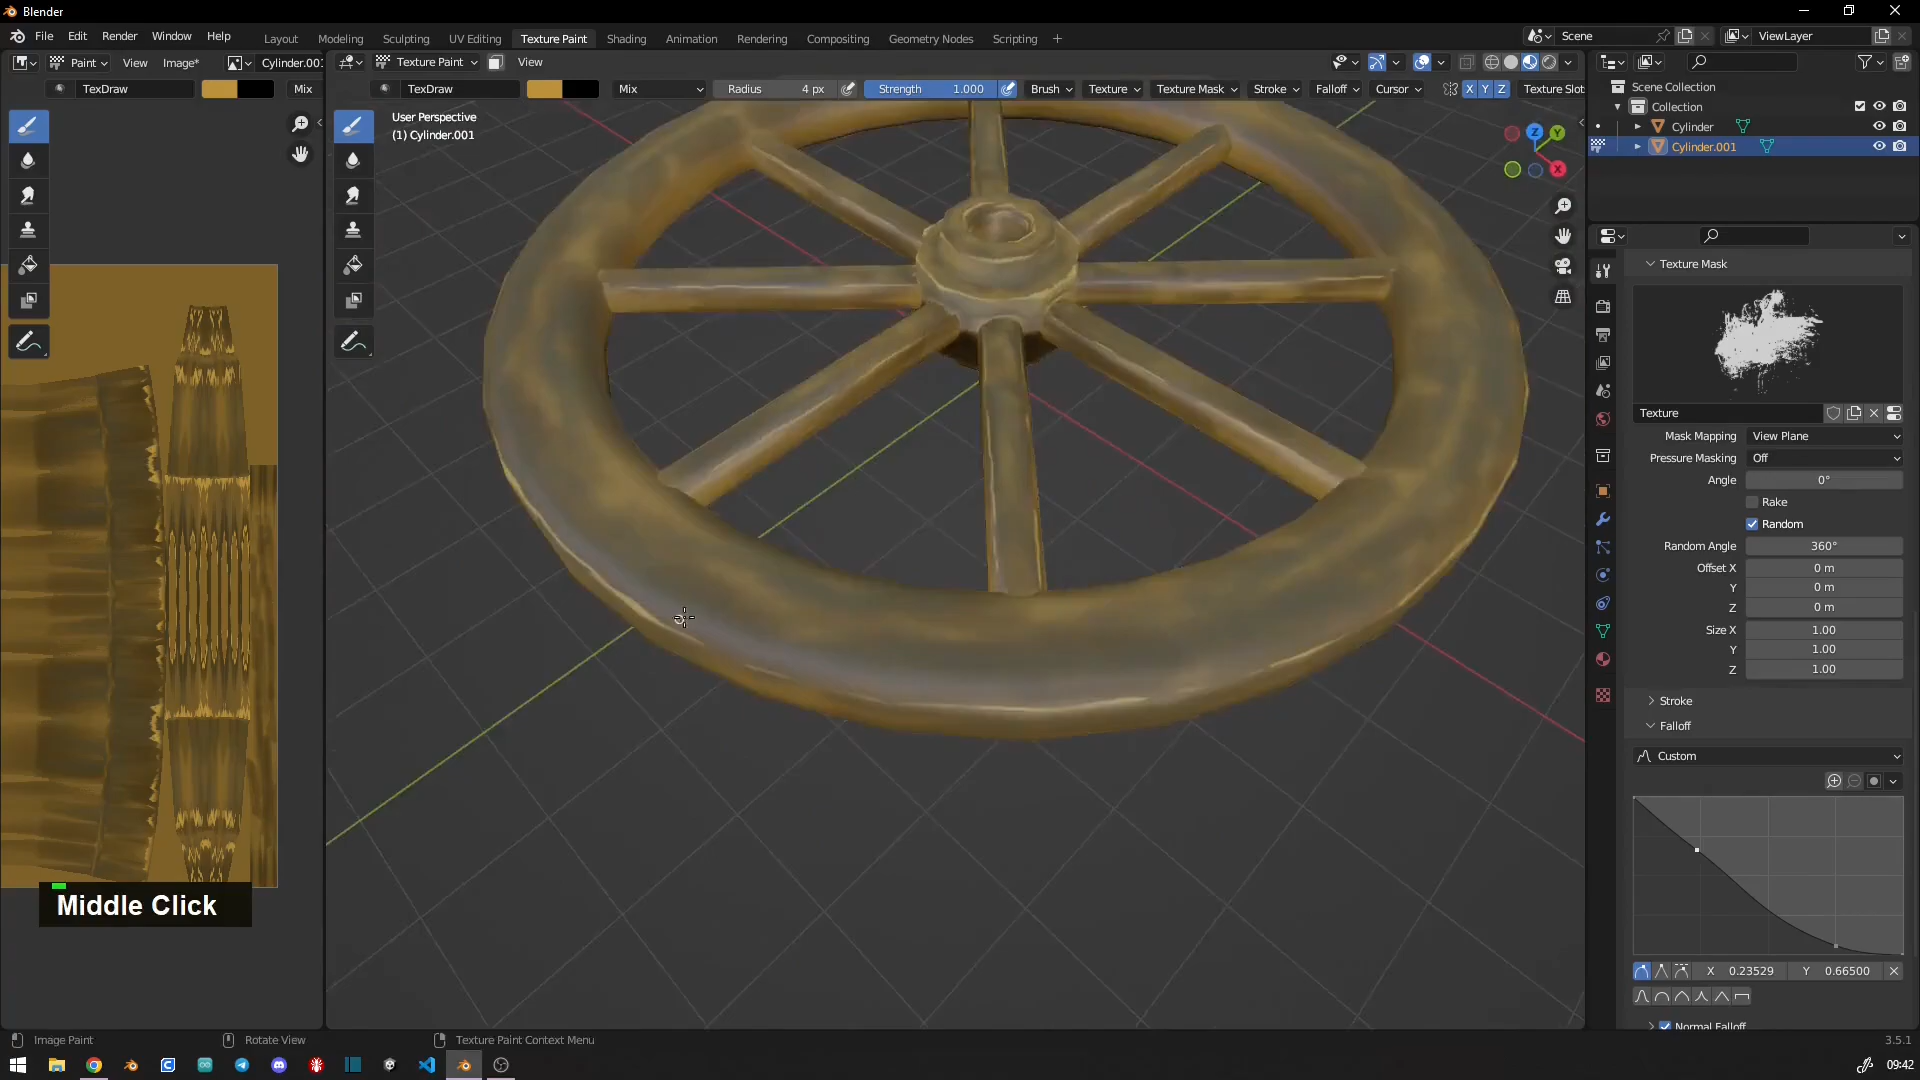 Blender
File Edit Render Window Help
Layout Modeling Sculpting UV Editing Texture Paint Shading Animation Rendering Compositing Geometry Nodes Scripting +
Scene
ViewLayer
Paint View Image* Cylinder.001
Texture Paint View
TexDraw Mix
TexDraw Mix Radius 4 px Strength 1.000 Brush Texture Texture Mask Stroke Falloff Cursor X Y Z Texture Slot
User Perspective
(1) Cylinder.001
Z Y
X
Scene Collection
Collection
Cylinder
Cylinder.001
Texture Mask
Texture
Mask Mapping View Plane
Pressure Masking Off
Angle 0°
Rake
Random
Random Angle 360°
Offset X 0 m
Y 0 m
Z 0 m
Size X 1.00
Y 1.00
Z 1.00
Stroke
Falloff
Custom
X 0.23529 Y 0.66500
Normal Falloff
Middle Click
Image Paint Rotate View Texture Paint Context Menu 3.5.1
09:42